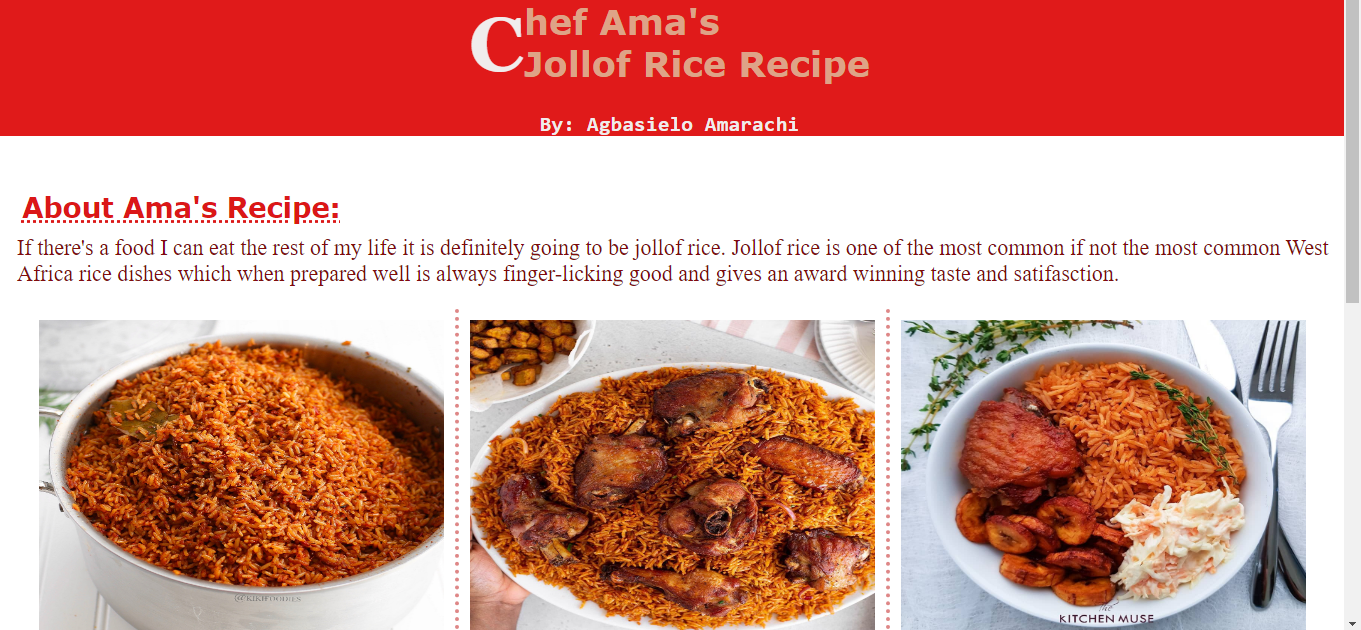 Chef Ama's
Jollof Rice Recipe
By: Agbasielo Amarachi
About Ama's Recipe:
If there's a food I can eat the rest of my life it is definitely going to be jollof rice. Jollof rice is one of the most common if not the most common West
Africa rice dishes which when prepared well is always finger-licking good and gives an award winning taste and satifasction.
@KIKIFOODIES
The
KITCHEN MUSE